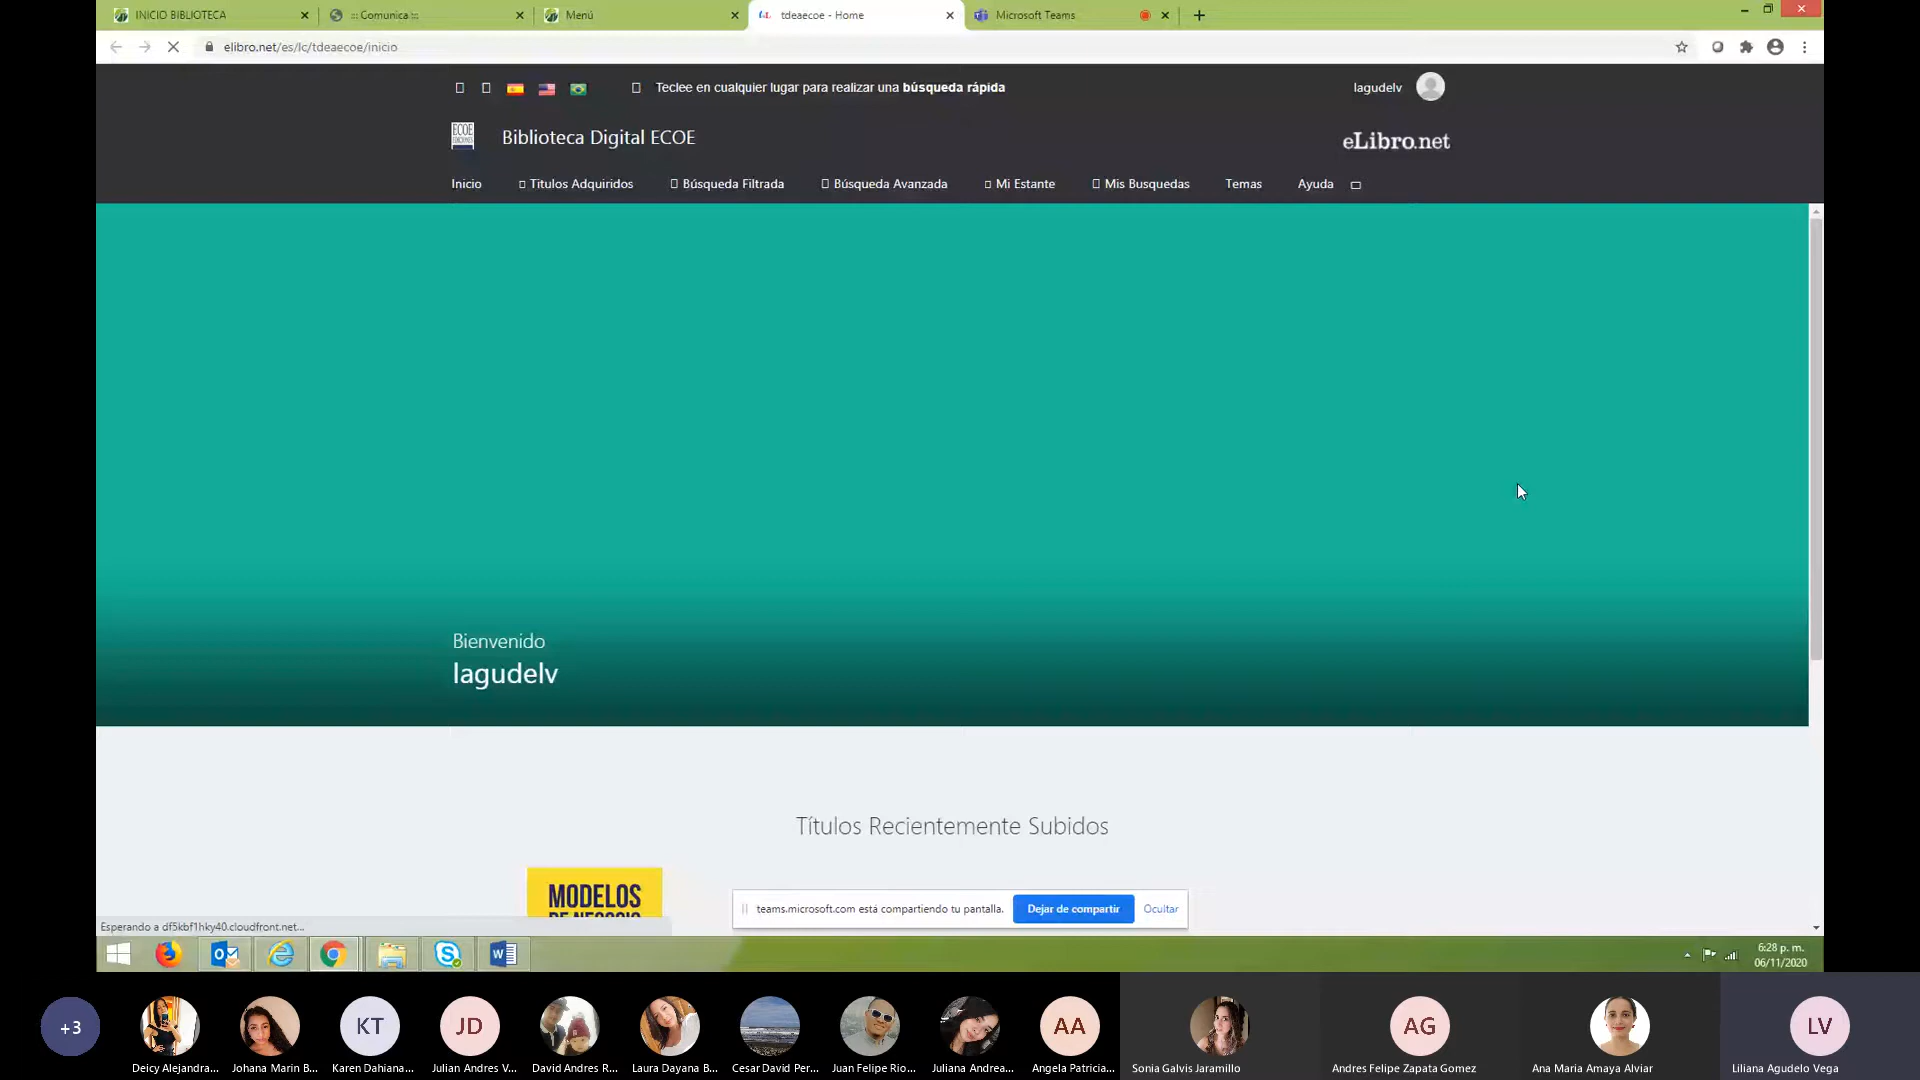 INICIO BIBLIOTECA
::: Comunica :::
Menú
tdeaecoe - Home
Microsoft Teams
elibro.net/es/lc/tdeaecoe/inicio
Teclee en cualquier lugar para realizar una búsqueda rápida
lagudelv
ECOE
EDICIONES
Biblioteca Digital ECOE
eLibro.net
Inicio
Títulos Adquiridos
Búsqueda Filtrada
Búsqueda Avanzada
Mi Estante
Mis Busquedas
Temas
Ayuda
Bienvenido
lagudelv
Títulos Recientemente Subidos
MODELOS
DE NEGOCIO
teams.microsoft.com está compartiendo tu pantalla.
Dejar de compartir
Ocultar
Esperando a df5kbf1hky40.cloudfront.net...
6:28 p. m.
06/11/2020
+3
KT
JD
AA
AG
LV
Deicy Alejandra...
Johana Marin B...
Karen Dahiana...
Julian Andres V...
David Andres R...
Laura Dayana B...
Cesar David Per...
Juan Felipe Rio...
Juliana Andrea...
Angela Patricia...
Sonia Galvis Jaramillo
Andres Felipe Zapata Gomez
Ana Maria Amaya Alviar
Liliana Agudelo Vega